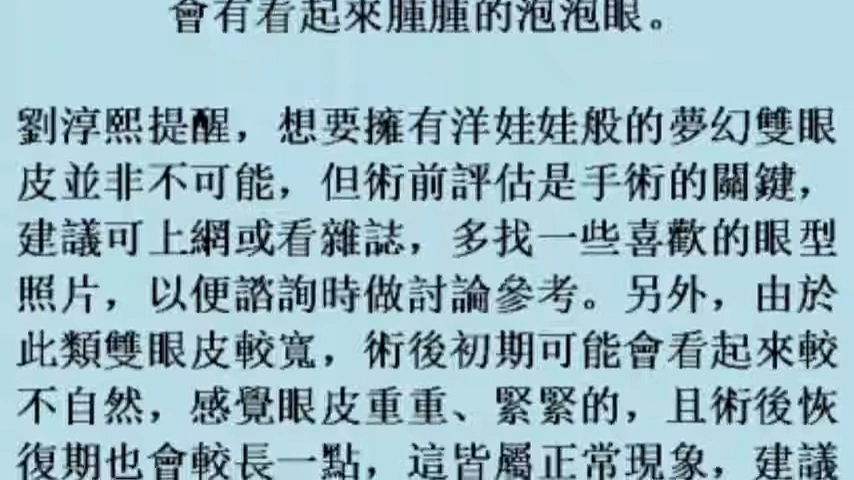 會有看起來腫腫的泡泡眼。
劉淳熙提醒，想要擁有洋娃娃般的夢幻雙眼
皮並非不可能，但術前評估是手術的關鍵，
建議可上網或看雜誌，多找一些喜歡的眼型
照片，以便諮詢時做討論參考。另外，由於
此類雙眼皮較寬，術後初期可能會看起來較
不自然，感覺眼皮重重、緊緊的，且術後恢
復期也會較長一點，這皆屬正常現象，建議